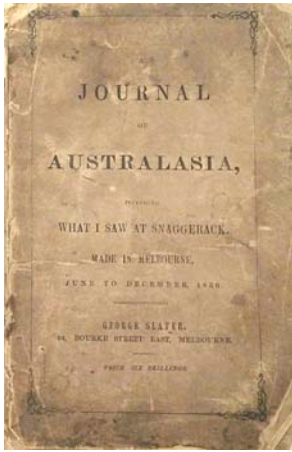 JOURNAL
OF
AUSTRALASIA,
WHAT I SAW AT SNAGGERACK.
MADE IN MELBOURNE,
JUNE TO DECEMBER, 1856.
GEORGE SLATER,
94, BOURKE STREET EAST, MELBOURNE.
PRICE SIX SHILLINGS